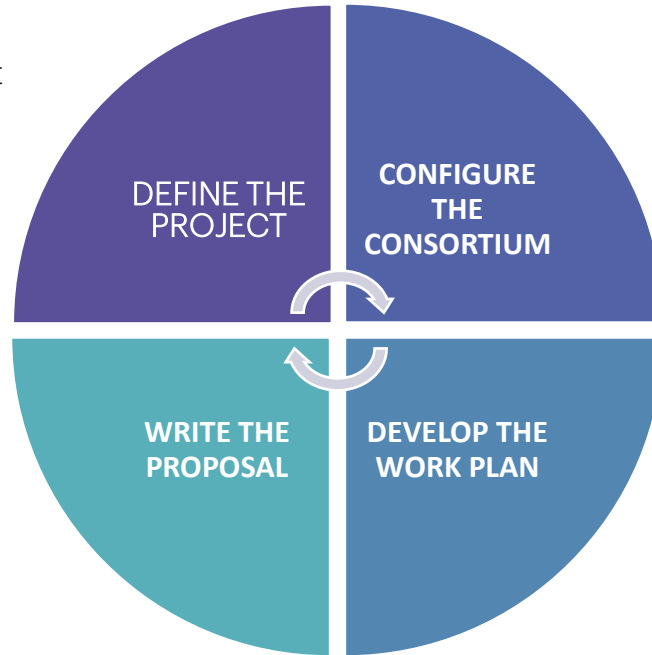 DEFINE THE
PROJECT
CONFIGURE
THE
CONSORTIUM
WRITE THE
PROPOSAL
DEVELOP THE
WORK PLAN